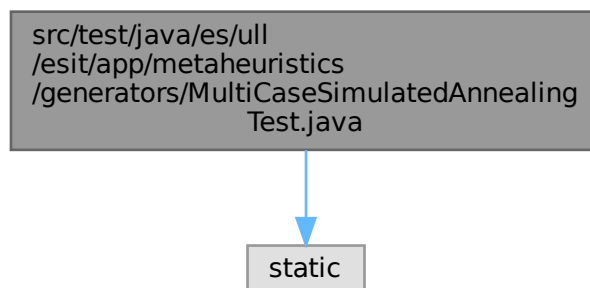 src/test/java/es/ull
/esit/app/metaheuristics
/generators/MultiCaseSimulatedAnnealing
Test.java
static